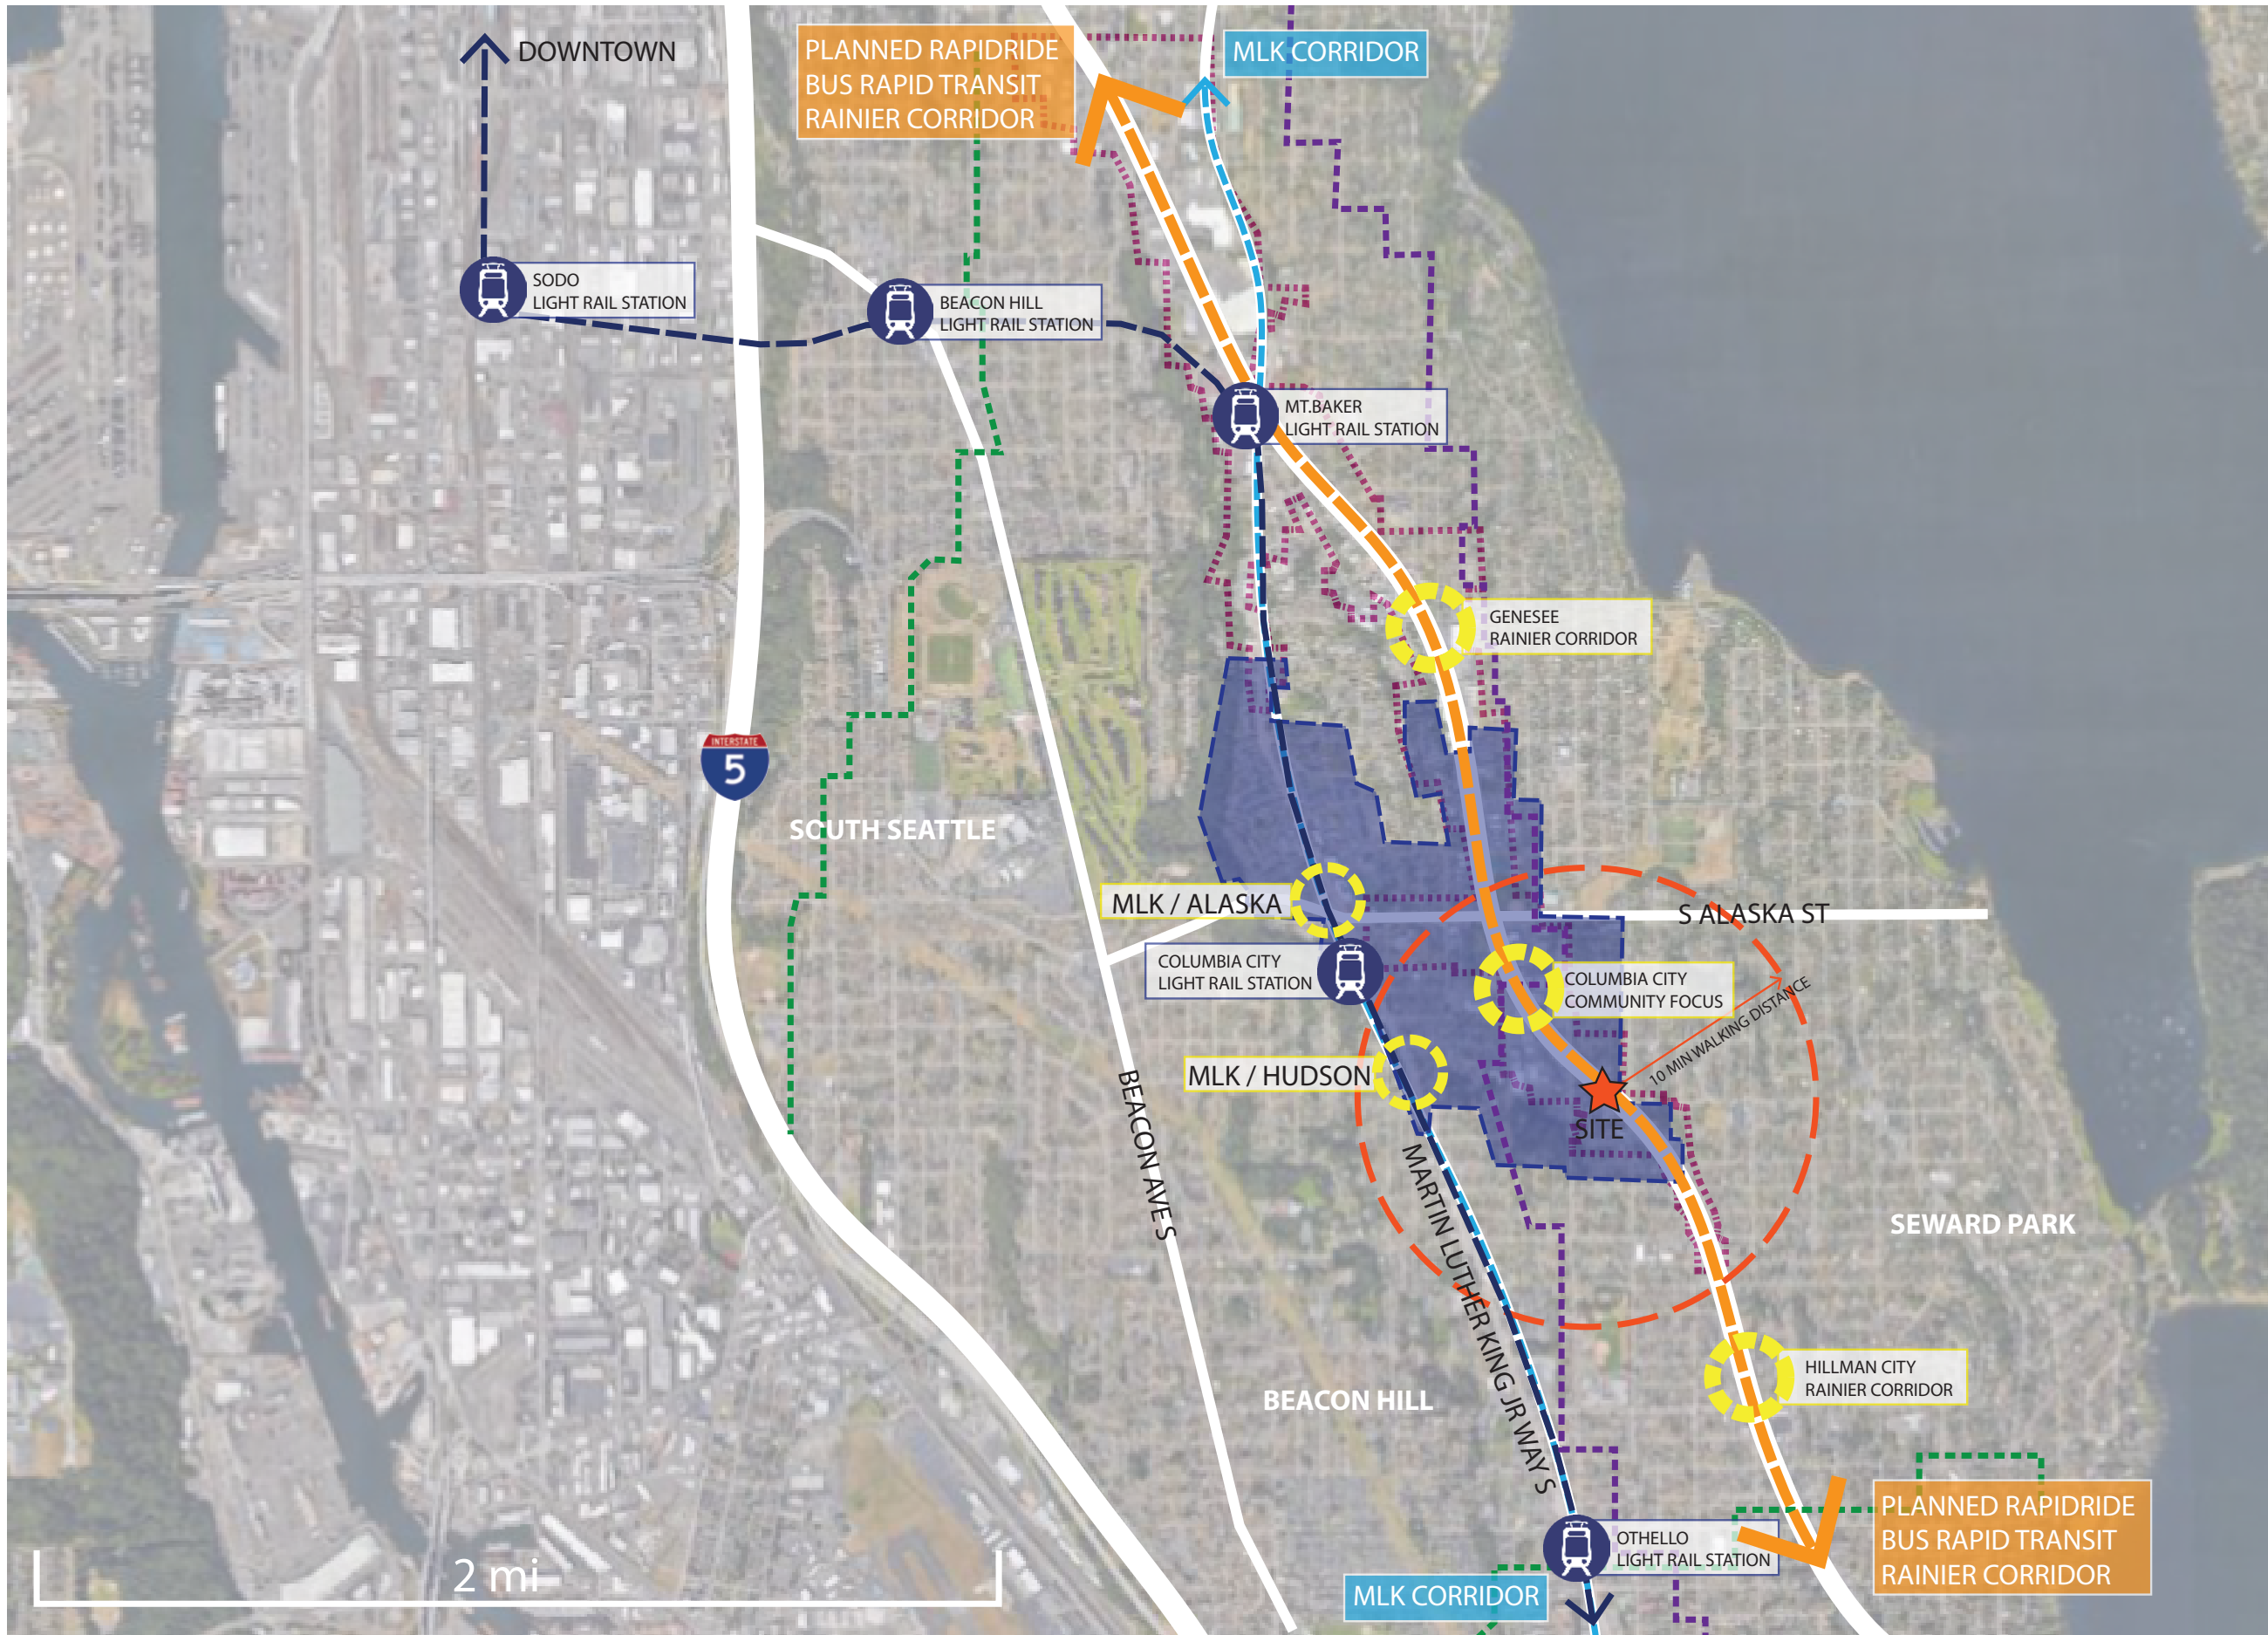 DOWNTOWN
PLANNED RAPIDRIDE
BUS RAPID TRANSIT
RAINIER CORRIDOR
MLK CORRIDOR
SODO
LIGHT RAIL STATION
BEACON HILL
LIGHT RAIL STATION
MT.BAKER
LIGHT RAIL STATION
GENESEE
RAINIER CORRIDOR
INTERSTATE
5
SOUTH SEATTLE
MLK / ALASKA
S ALASKA ST
COLUMBIA CITY
LIGHT RAIL STATION
COLUMBIA CITY
COMMUNITY FOCUS
10 MIN WALKING DISTANCE
MLK / HUDSON
SITE
BEACON AVE S
MARTIN LUTHER KING JR WAY S
SEWARD PARK
HILLMAN CITY
RAINIER CORRIDOR
BEACON HILL
PLANNED RAPIDRIDE
BUS RAPID TRANSIT
RAINIER CORRIDOR
OTHELLO
LIGHT RAIL STATION
2 mi
MLK CORRIDOR